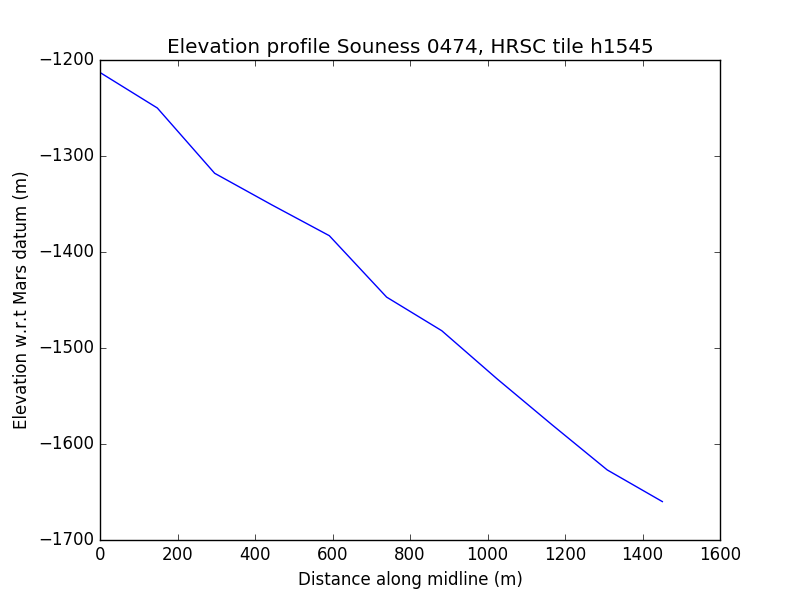 Elevation profile Souness 0474, HRSC tile h1545
−1200
−1300
−1400
−1500
−1600
−1700
Elevation w.r.t Mars datum (m)
0 200 400 600 800 1000 1200 1400 1600
Distance along midline (m)